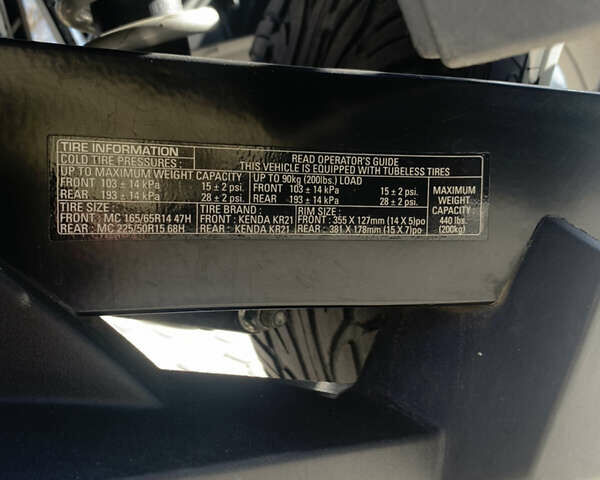 TIRE INFORMATION
READ OPERATOR'S GUIDE
COLD TIRE PRESSURES :
THIS VEHICLE IS EQUIPPED WITH TUBELESS TIRES
UP TO MAXIMUM WEIGHT CAPACITY
FRONT 103 ± 14 kPa 15 ± 2 psi.
REAR 193 ± 14 kPa 28 ± 2 psi.
UP TO 90kg (200lbs.) LOAD
FRONT 103 ± 14 kPa 15 ± 2 psi.
REAR 193 ± 14 kPa 28 ± 2 psi.
MAXIMUM
WEIGHT
CAPACITY
440 lbs.
(200kg)
TIRE SIZE :
FRONT : MC 165/65R14 47H
REAR : MC 225/50R15 68H
TIRE BRAND :
FRONT : KENDA KR21
REAR : KENDA KR21
RIM SIZE :
FRONT : 355 X 127mm (14 X 5)po
REAR : 381 X 178mm (15 X 7)po